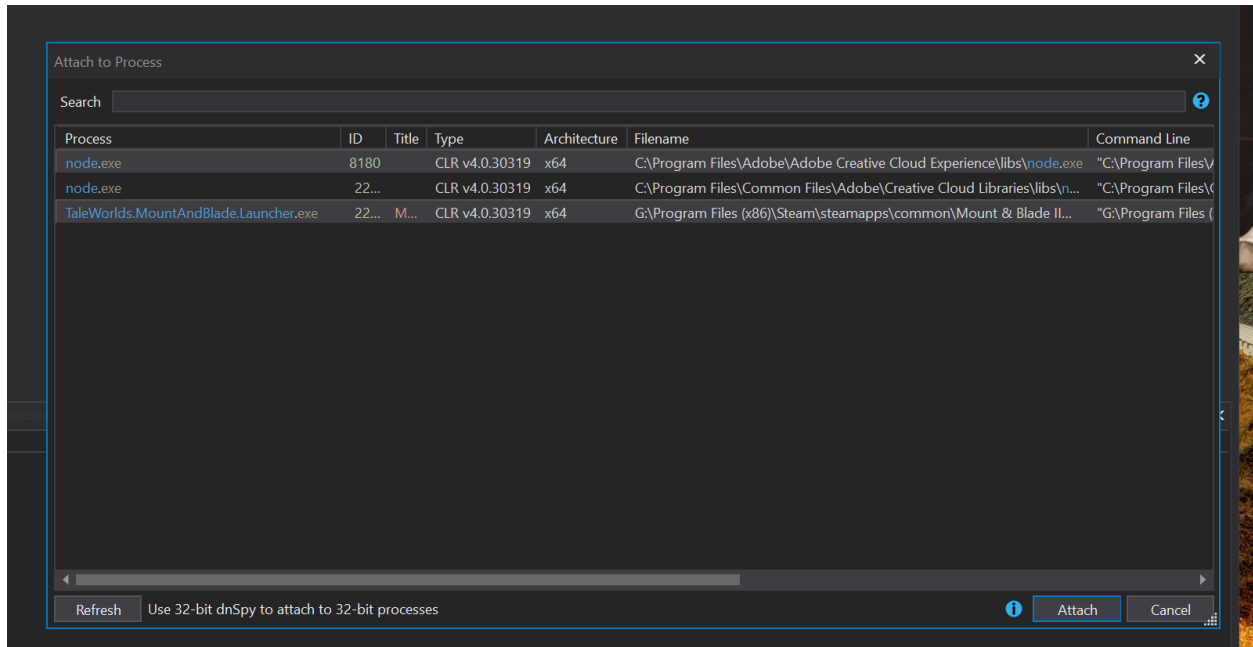 Attach to Process
Search
Process ID Title Type Architecture Filename Command Line
node.exe 8180 CLR v4.0.30319 x64 C:\Program Files\Adobe\Adobe Creative Cloud Experience\libs\node.exe "C:\Program Files\A
node.exe 22... CLR v4.0.30319 x64 C:\Program Files\Common Files\Adobe\Creative Cloud Libraries\libs\n... "C:\Program Files\C
TaleWorlds.MountAndBlade.Launcher.exe 22... M... CLR v4.0.30319 x64 G:\Program Files (x86)\Steam\steamapps\common\Mount & Blade II... "G:\Program Files (
Refresh Use 32-bit dnSpy to attach to 32-bit processes Attach Cancel